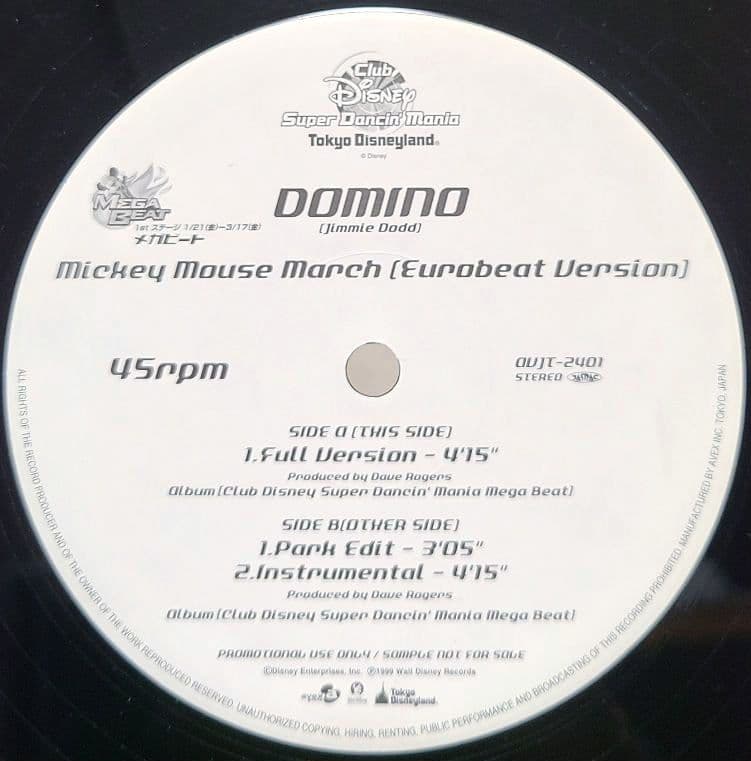 Club
Disney
Super Dancin' Mania
Tokyo Disneyland®
© Disney
MEGA
BEAT
1st ステージ 1/21(金)-3/17(金)
メガビート
DOMINO
(Jimmie Dodd)
Mickey Mouse March (Eurobeat Version)
45rpm
AVJT-2401
STEREO
SIDE A (THIS SIDE)
1.Full Version - 4'15"
Produced by Dave Rogers
Album(Club Disney Super Dancin' Mania Mega Beat)
SIDE B(OTHER SIDE)
1.Park Edit - 3'05"
2.Instrumental - 4'15"
Produced by Dave Rogers
Album(Club Disney Super Dancin' Mania Mega Beat)
PROMOTIONAL USE ONLY / SAMPLE NOT FOR SALE
©Disney Enterprises, Inc. ℗1999 Walt Disney Records
Tokyo
Disneyland®
ALL RIGHTS OF THE RECORD PRODUCER AND OF THE OWNER OF THE WORK REPRODUCED RESERVED. UNAUTHORIZED COPYING, HIRING, RENTING, PUBLIC PERFORMANCE AND BROADCASTING OF THIS RECORDING PROHIBITED. MANUFACTURED BY AVEX INC. TOKYO, JAPAN